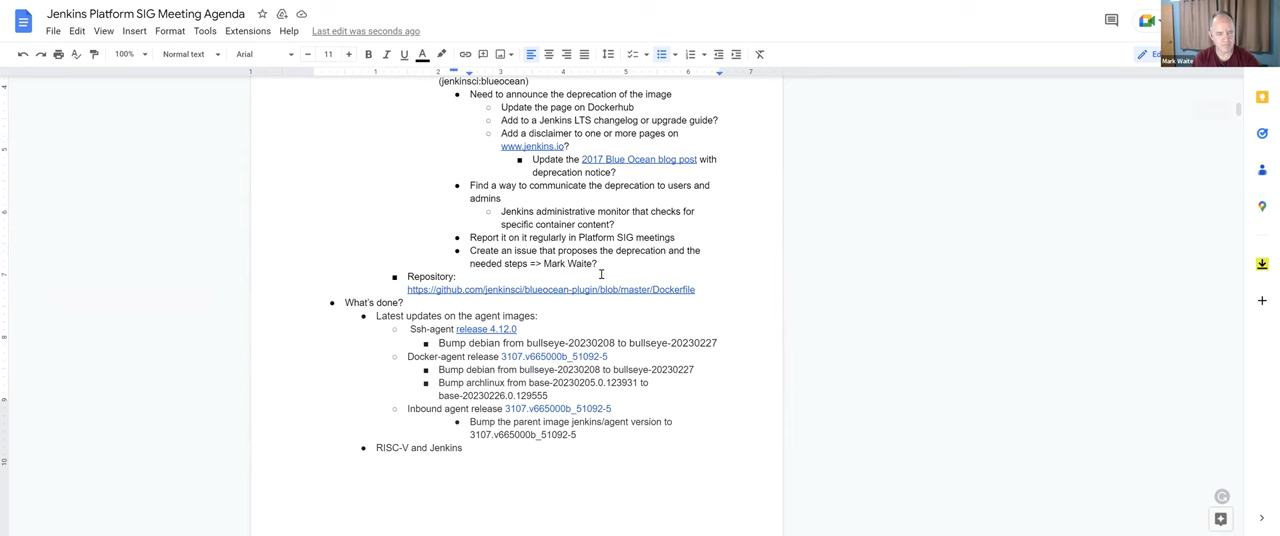 Jenkins Platform SIG Meeting Agenda
File Edit View Insert Format Tools Extensions Help Last edit was seconds ago
100% Normal text Arial 11
Mark Waite
1 1 2 3 4 5 6 7
(jenkinsci:blueocean)
● Need to announce the deprecation of the image
○ Update the page on Dockerhub
○ Add to a Jenkins LTS changelog or upgrade guide?
○ Add a disclaimer to one or more pages on
www.jenkins.io?
■ Update the 2017 Blue Ocean blog post with
deprecation notice?
● Find a way to communicate the deprecation to users and
admins
○ Jenkins administrative monitor that checks for
specific container content?
● Report it on it regularly in Platform SIG meetings
● Create an issue that proposes the deprecation and the
needed steps => Mark Waite?
■ Repository:
https://github.com/jenkinsci/blueocean-plugin/blob/master/Dockerfile
● What's done?
● Latest updates on the agent images:
○ Ssh-agent release 4.12.0
■ Bump debian from bullseye-20230208 to bullseye-20230227
○ Docker-agent release 3107.v665000b_51092-5
■ Bump debian from bullseye-20230208 to bullseye-20230227
■ Bump archlinux from base-20230205.0.123931 to
base-20230226.0.129555
○ Inbound agent release 3107.v665000b_51092-5
● Bump the parent image jenkins/agent version to
3107.v665000b_51092-5
● RISC-V and Jenkins